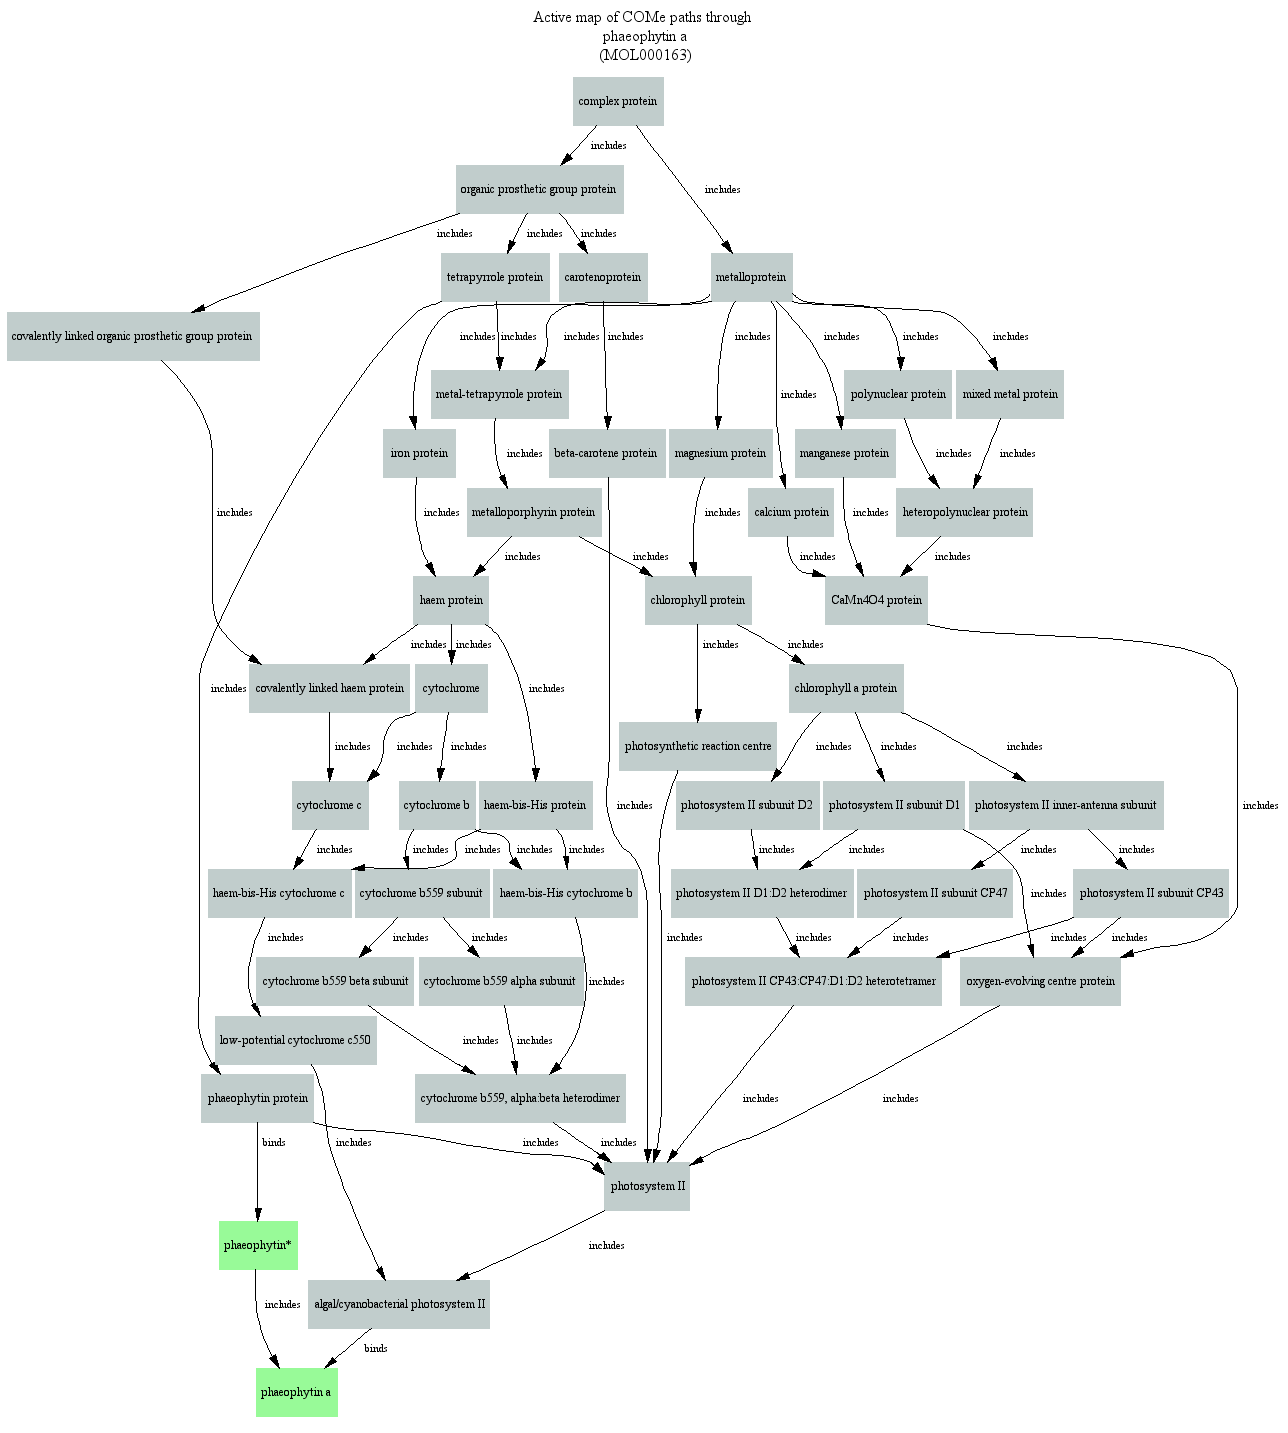 Active map of COMe paths through
phaeophytin a
(MOL000163)
complex protein
includes
organic prosthetic group protein
includes
includes
includes
includes
tetrapyrrole protein
carotenoprotein
metalloprotein
covalently linked organic prosthetic group protein
includes
includes
includes
includes
includes
includes
includes
metal-tetrapyrrole protein
includes
polynuclear protein
mixed metal protein
iron protein
includes
beta-carotene protein
magnesium protein
manganese protein
includes
includes
includes
includes
metalloporphyrin protein
includes
calcium protein
includes
heteropolynuclear protein
includes
includes
includes
includes
haem protein
chlorophyll protein
CaMn4O4 protein
includes
includes
includes
includes
includes
covalently linked haem protein
cytochrome
includes
chlorophyll a protein
includes
includes
includes
photosynthetic reaction centre
includes
includes
includes
cytochrome c
cytochrome b
haem-bis-His protein
includes
photosystem II subunit D2
photosystem II subunit D1
photosystem II inner-antenna subunit
includes
includes
includes
includes
includes
includes
includes
includes
includes
includes
haem-bis-His cytochrome c
cytochrome b559 subunit
haem-bis-His cytochrome b
photosystem II D1:D2 heterodimer
photosystem II subunit CP47
includes
photosystem II subunit CP43
includes
includes
includes
includes
includes
includes
includes
includes
cytochrome b559 beta subunit
cytochrome b559 alpha subunit
includes
photosystem II CP43:CP47:D1:D2 heterotetramer
oxygen-evolving centre protein
low-potential cytochrome c550
includes
includes
phaeophytin protein
cytochrome b559, alpha:beta heterodimer
includes
includes
binds
includes
includes
includes
photosystem II
phaeophytin*
includes
includes
algal/cyanobacterial photosystem II
binds
phaeophytin a